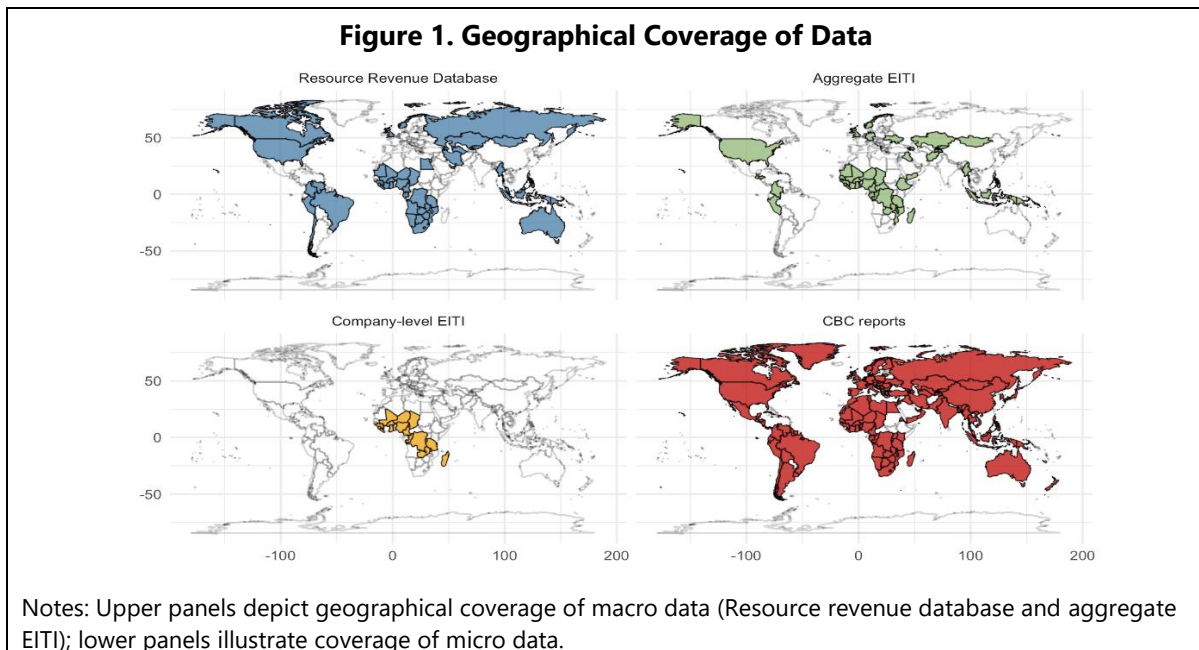 Figure 1. Geographical Coverage of Data
Resource Revenue Database
Aggregate EITI
50
0
-50
Company-level EITI
CBC reports
50
0
-50
-100
0
100
200
-100
0
100
200
Notes: Upper panels depict geographical coverage of macro data (Resource revenue database and aggregate
EITI); lower panels illustrate coverage of micro data.